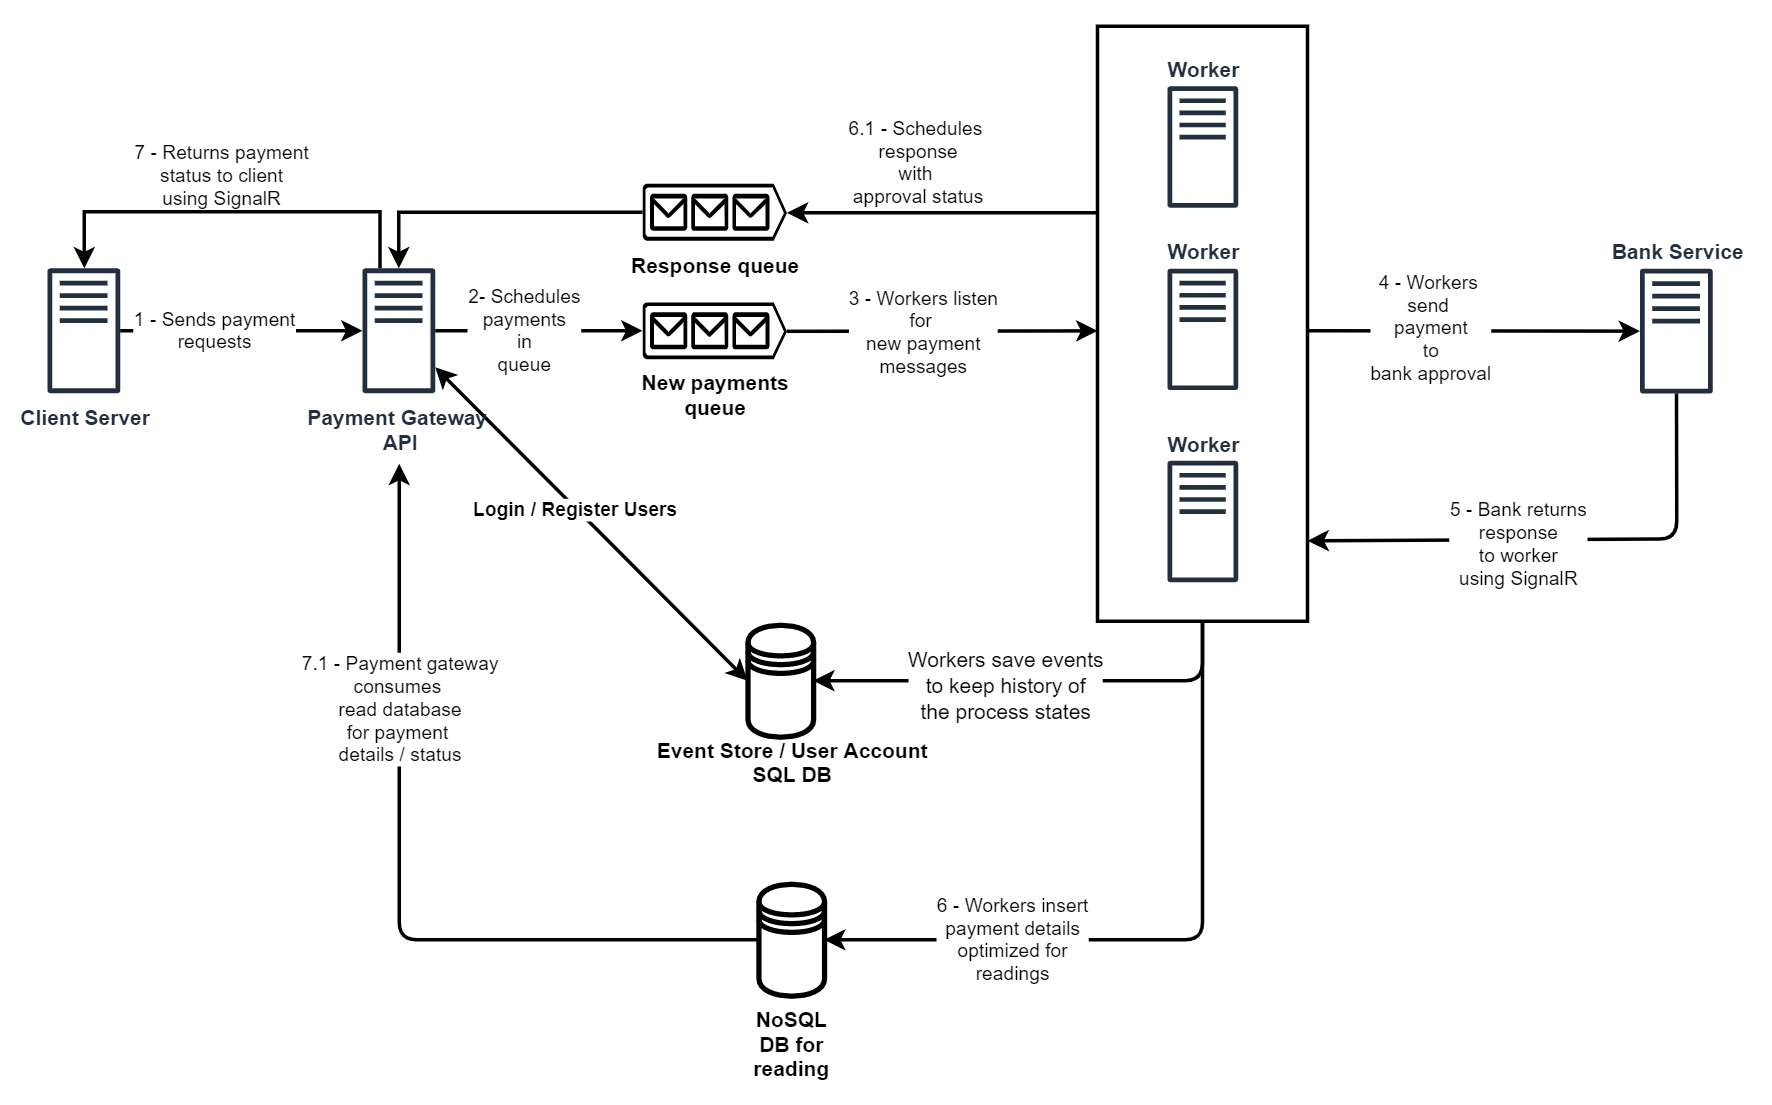 Worker
6.1 - Schedules
response
with
approval status
7 - Returns payment
status to client
using SignalR
Response queue
Worker
Bank Service
1 - Sends payment
requests
2- Schedules
payments
in
queue
3 - Workers listen
for
new payment
messages
4 - Workers
send
payment
to
bank approval
New payments
queue
Client Server
Payment Gateway
API
Worker
Login / Register Users
5 - Bank returns
response
to worker
using SignalR
7.1 - Payment gateway
consumes
read database
for payment
details / status
Workers save events
to keep history of
the process states
Event Store / User Account
SQL DB
6 - Workers insert
payment details
optimized for
readings
NoSQL
DB for
reading